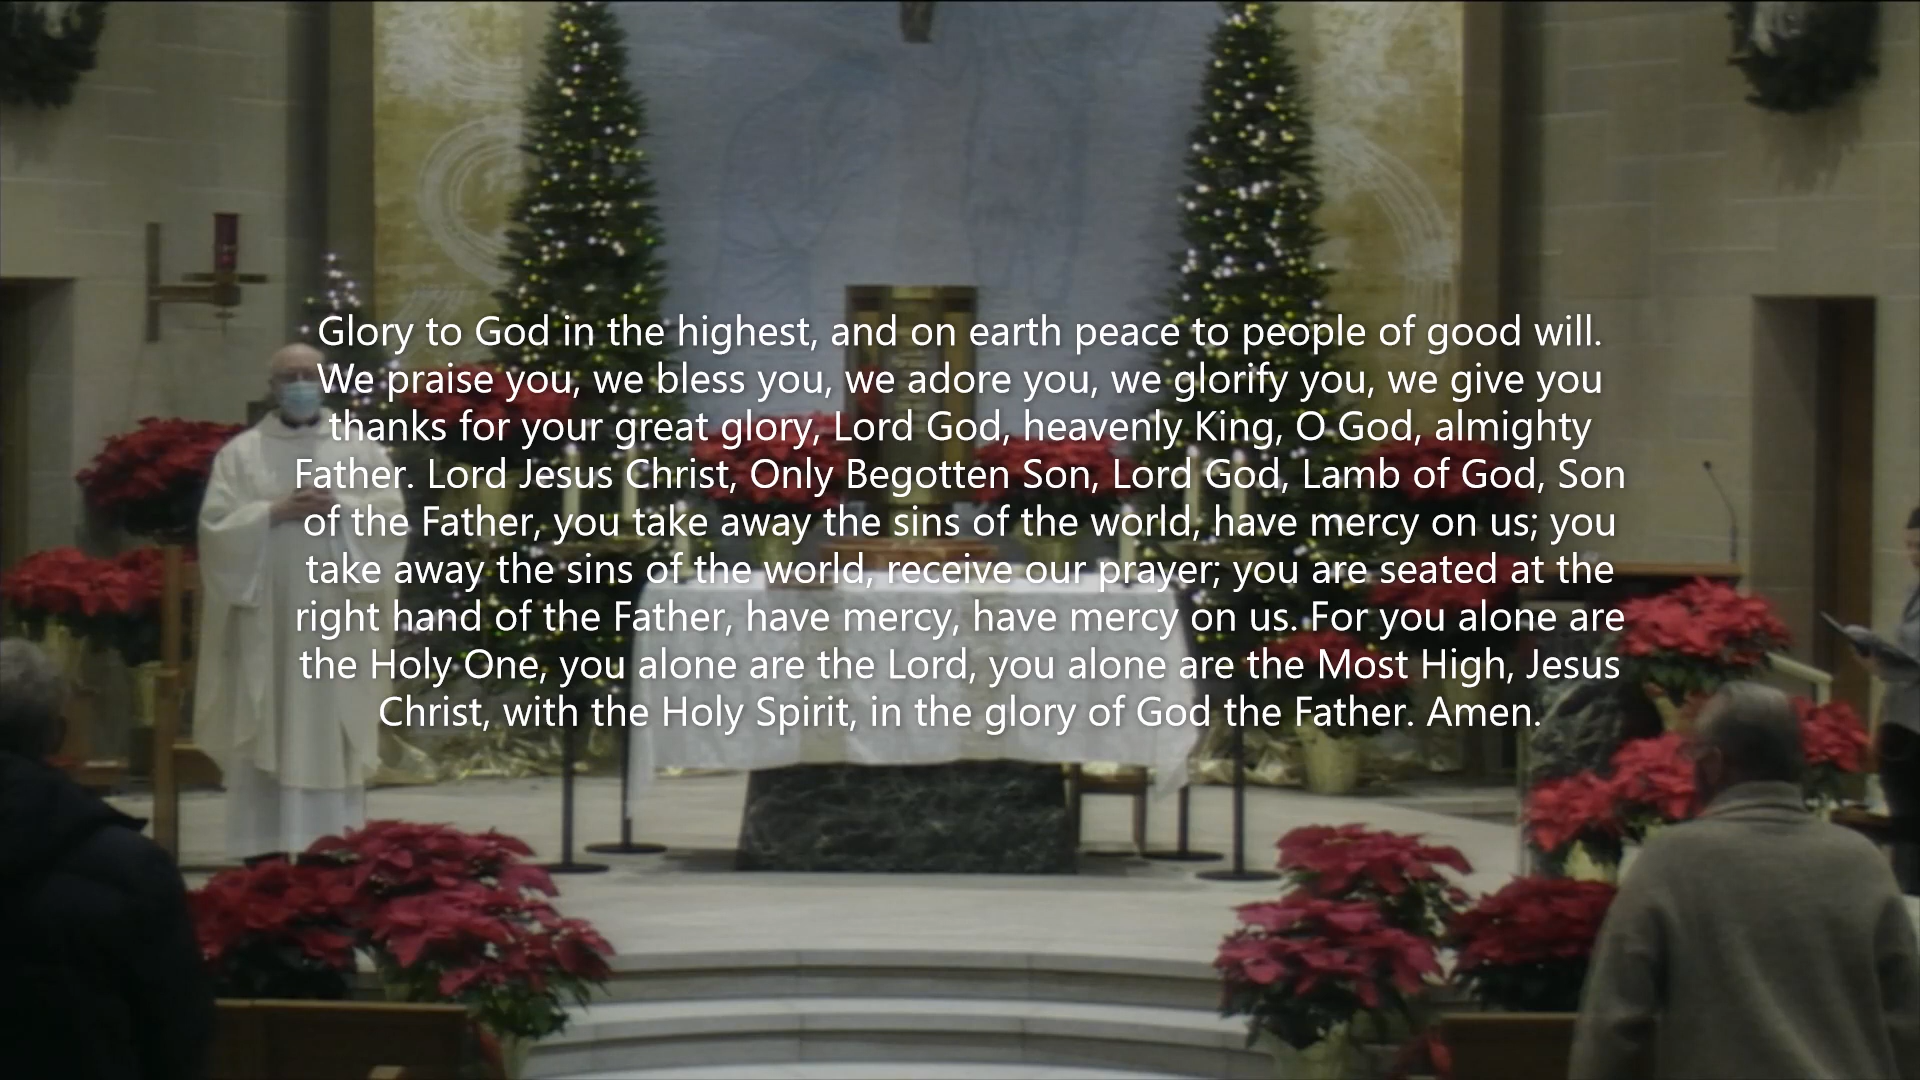 Glory to God in the highest, and on earth peace to people of good will.
We praise you, we bless you, we adore you, we glorify you, we give you
thanks for your great glory, Lord God, heavenly King, O God, almighty
Father. Lord Jesus Christ, Only Begotten Son, Lord God, Lamb of God, Son
of the Father, you take away the sins of the world, have mercy on us; you
take away the sins of the world, receive our prayer; you are seated at the
right hand of the Father, have mercy, have mercy on us. For you alone are
the Holy One, you alone are the Lord, you alone are the Most High, Jesus
Christ, with the Holy Spirit, in the glory of God the Father. Amen.